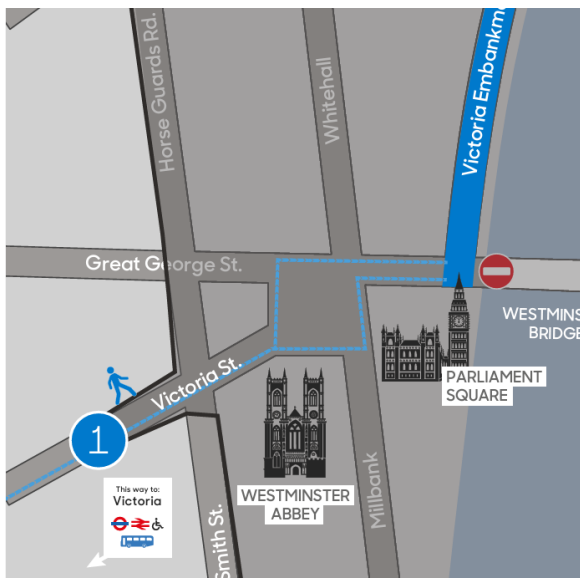 Horse Guards Rd.
Whitehall
Victoria Embankm
Great George St.
WESTMINS
BRIDGE
Victoria St.
PARLIAMENT
SQUARE
1
This way to:
Victoria
WESTMINSTER
ABBEY
Millbank
Smith St.